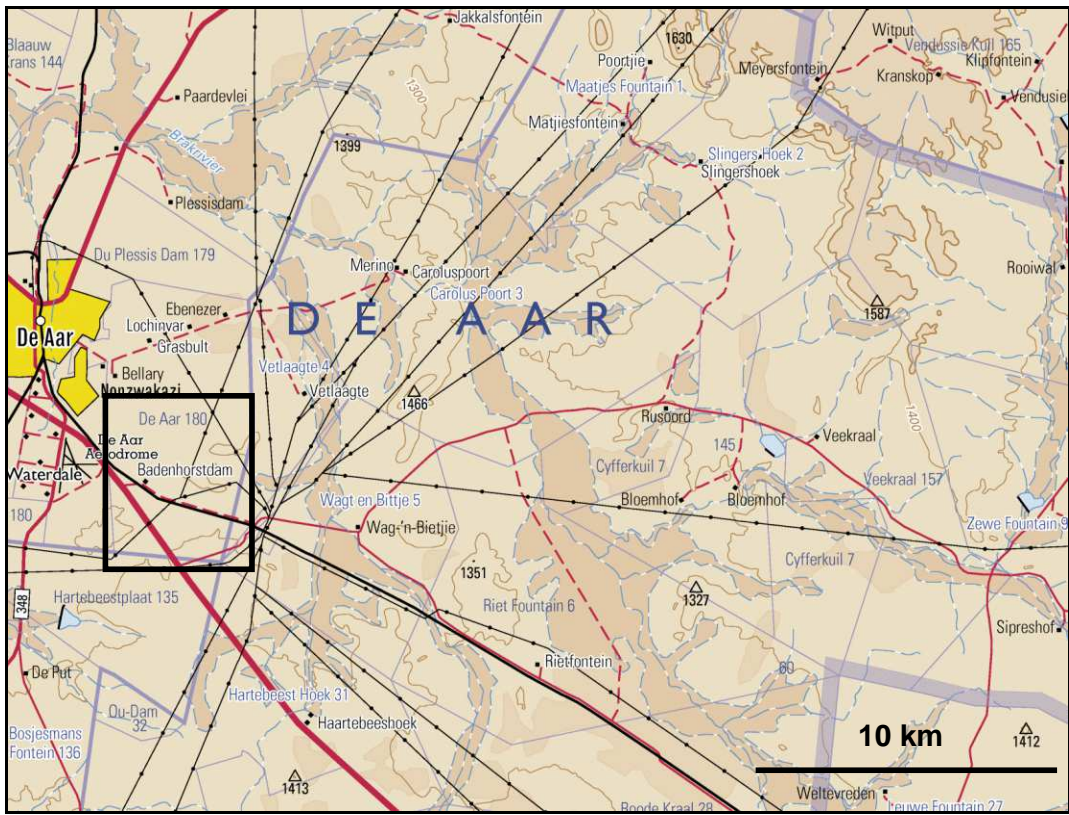 Jakkalsfontein
1630
Witput
Blaauw
Vendussie Kuil 165
Krans 144
Poortjie
Klipfontein
Meyersfontein
Kranskop
Paardevlei
1300
Maatjes Fountain 1
Vendusie
Matjiesfontein
Brakrivier
1399
Slingers Hoek 2
Slingershoek
Plessisdam
Du Plessis Dam 179
Merino
Caroluspoort
Rooiwal
Carolus Poort 3
Ebenezer
1587
DE AAR
Lochinvar
De Aar
Grasbult
Vetlaagte 4
Bellary
Nonzwakazi
Vetlaagte
1466
1400
De Aar 180
Rusoord
De Aar
Aerodrome
145
Veekraal
Waterdale
Badenhorstdam
Cyfferkuil 7
Veekraal 157
Bloemhof
Bloemhof
180
Wagt en Bittje 5
Wag-'n-Bietjie
Zewe Fountain 9
Cyfferkuil 7
1351
348
Hartebeestplaat 135
Riet Fountain 6
1327
Sipreshof
De Put
Rietfontein
60
Hartebeest Hoek 31
Ou-Dam
32
Haartebeeshoek
Bosjesmans
Fontein 136
10 km
1412
1413
Weltevreden
Roode Kraal 28
Leuwe Fountain 27